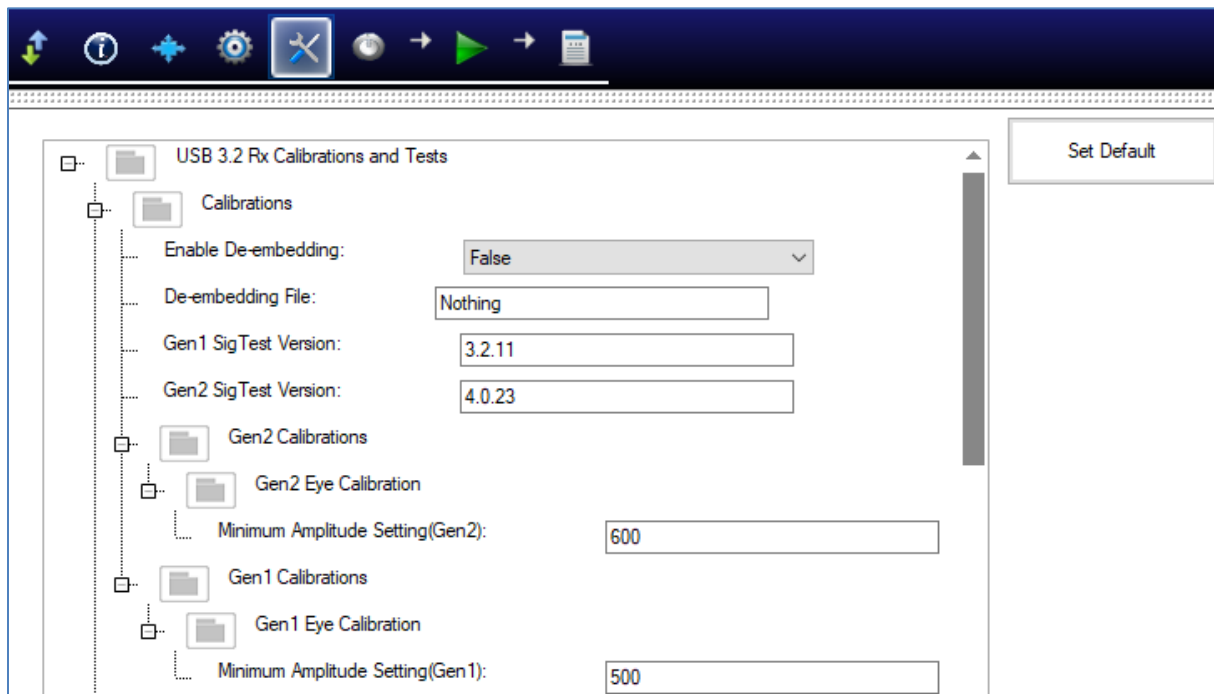 USB 3.2 Rx Calibrations and Tests
Set Default
Calibrations
Enable De-embedding: False
De-embedding File: Nothing
Gen1 SigTest Version: 3.2.11
Gen2 SigTest Version: 4.0.23
Gen2 Calibrations
Gen2 Eye Calibration
Minimum Amplitude Setting(Gen2): 600
Gen1 Calibrations
Gen1 Eye Calibration
Minimum Amplitude Setting(Gen1): 500